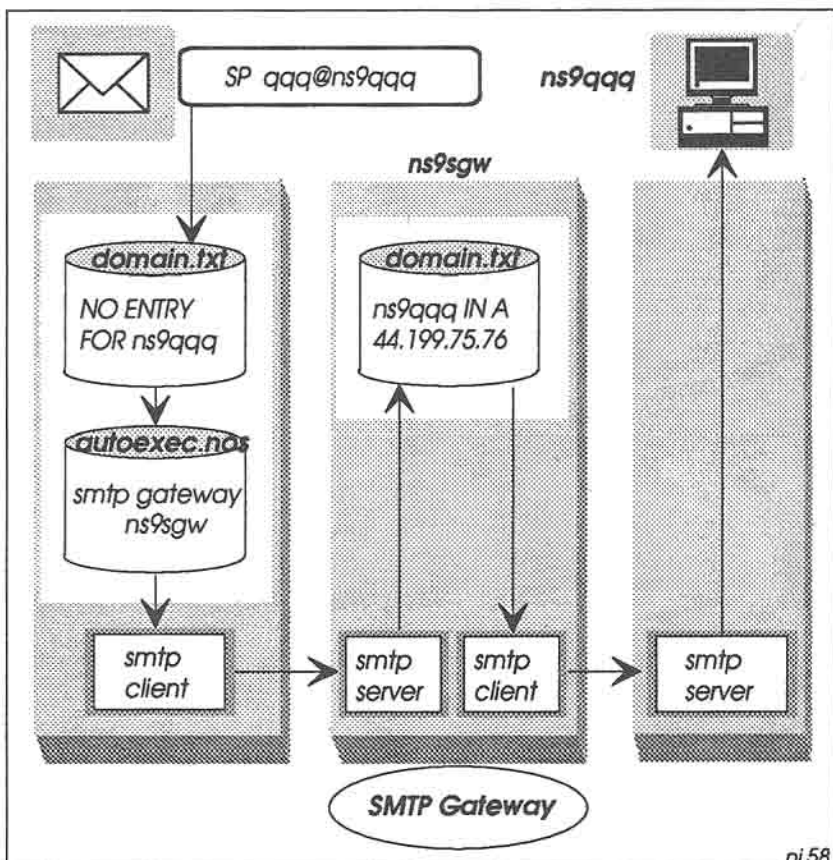 SP qqq@ns9qqq
ns9qqq
ns9sgw
domain.txt
NO ENTRY
FOR ns9qqq
autoexec.nos
smtp gateway
ns9sgw
smtp
client
domain.txt
ns9qqq IN A
44.199.75.76
smtp
server
smtp
client
smtp
server
SMTP Gateway
pi.58